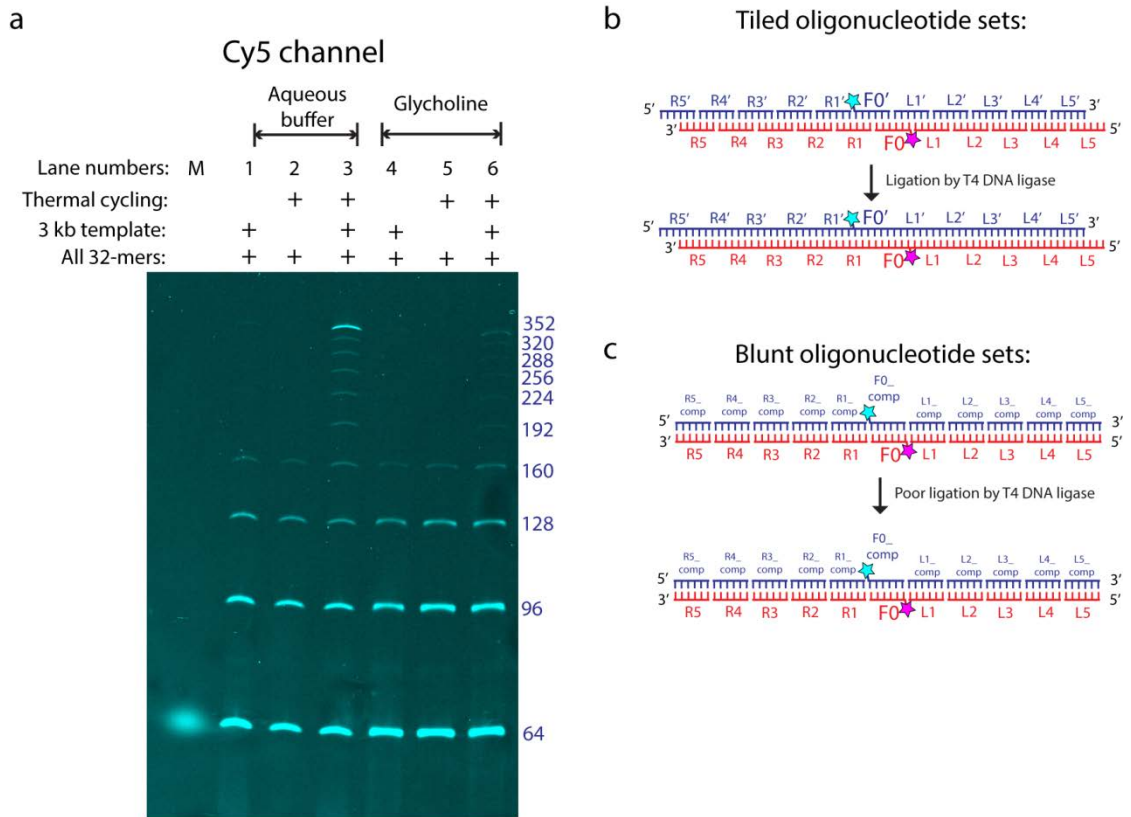 a
Cy5 channel
Aqueous
buffer
Glycholine
Lane numbers: M 1 2 3 4 5 6
Thermal cycling: + + + +
3 kb template: + + + +
All 32-mers: + + + + + +
352
320
288
256
224
192
160
128
96
64
b
Tiled oligonucleotide sets:
5’ R5’ R4’ R3’ R2’ R1’ F0’ L1’ L2’ L3’ L4’ L5’ 3’
3’ R5 R4 R3 R2 R1 F0 L1 L2 L3 L4 L5 5’
Ligation by T4 DNA ligase
5’ R5’ R4’ R3’ R2’ R1’ F0’ L1’ L2’ L3’ L4’ L5’ 3’
3’ R5 R4 R3 R2 R1 F0 L1 L2 L3 L4 L5 5’
c
Blunt oligonucleotide sets:
F0_
comp
R5_ R4_ R3_ R2_ R1_ L1_ L2_ L3_ L4_ L5_
comp comp comp comp comp comp comp comp comp comp
5’ 3’
3’ 5’
R5 R4 R3 R2 R1 F0 L1 L2 L3 L4 L5
Poor ligation by T4 DNA ligase
F0_
comp
R5_ R4_ R3_ R2_ R1_ L1_ L2_ L3_ L4_ L5_
comp comp comp comp comp comp comp comp comp comp
5’ 3’
3’ 5’
R5 R4 R3 R2 R1 F0 L1 L2 L3 L4 L5